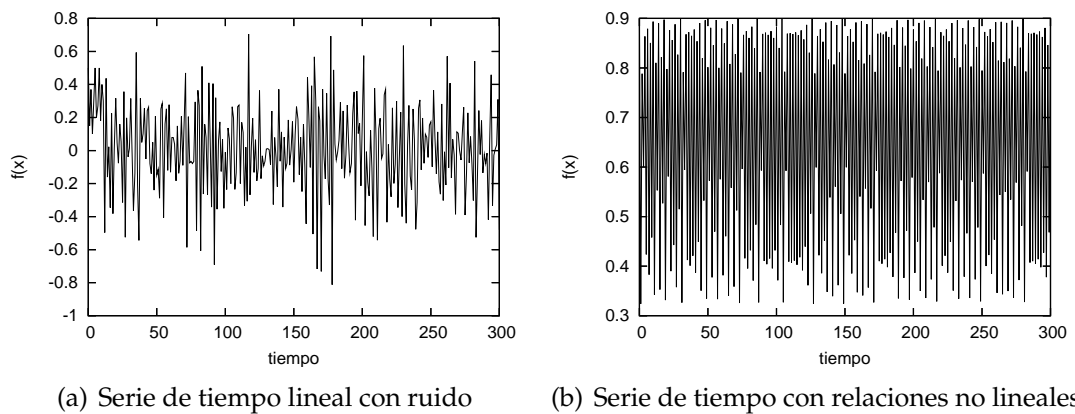 0.8
0.6
0.4
0.2
0
-0.2
-0.4
-0.6
-0.8
-1
f(x)
0 50 100 150 200 250 300
tiempo
0.9
0.8
0.7
0.6
0.5
0.4
0.3
f(x)
0 50 100 150 200 250 300
tiempo
(a) Serie de tiempo lineal con ruido
(b) Serie de tiempo con relaciones no lineales